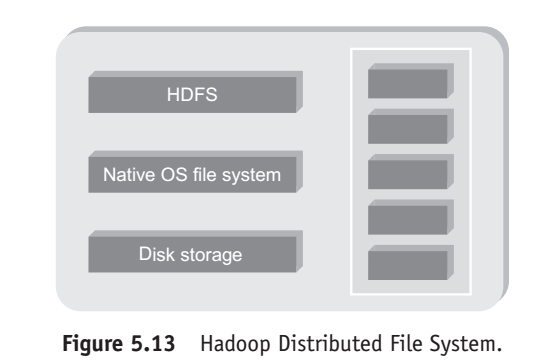 HDFS
Native OS file system
Disk storage
Figure 5.13 Hadoop Distributed File System.